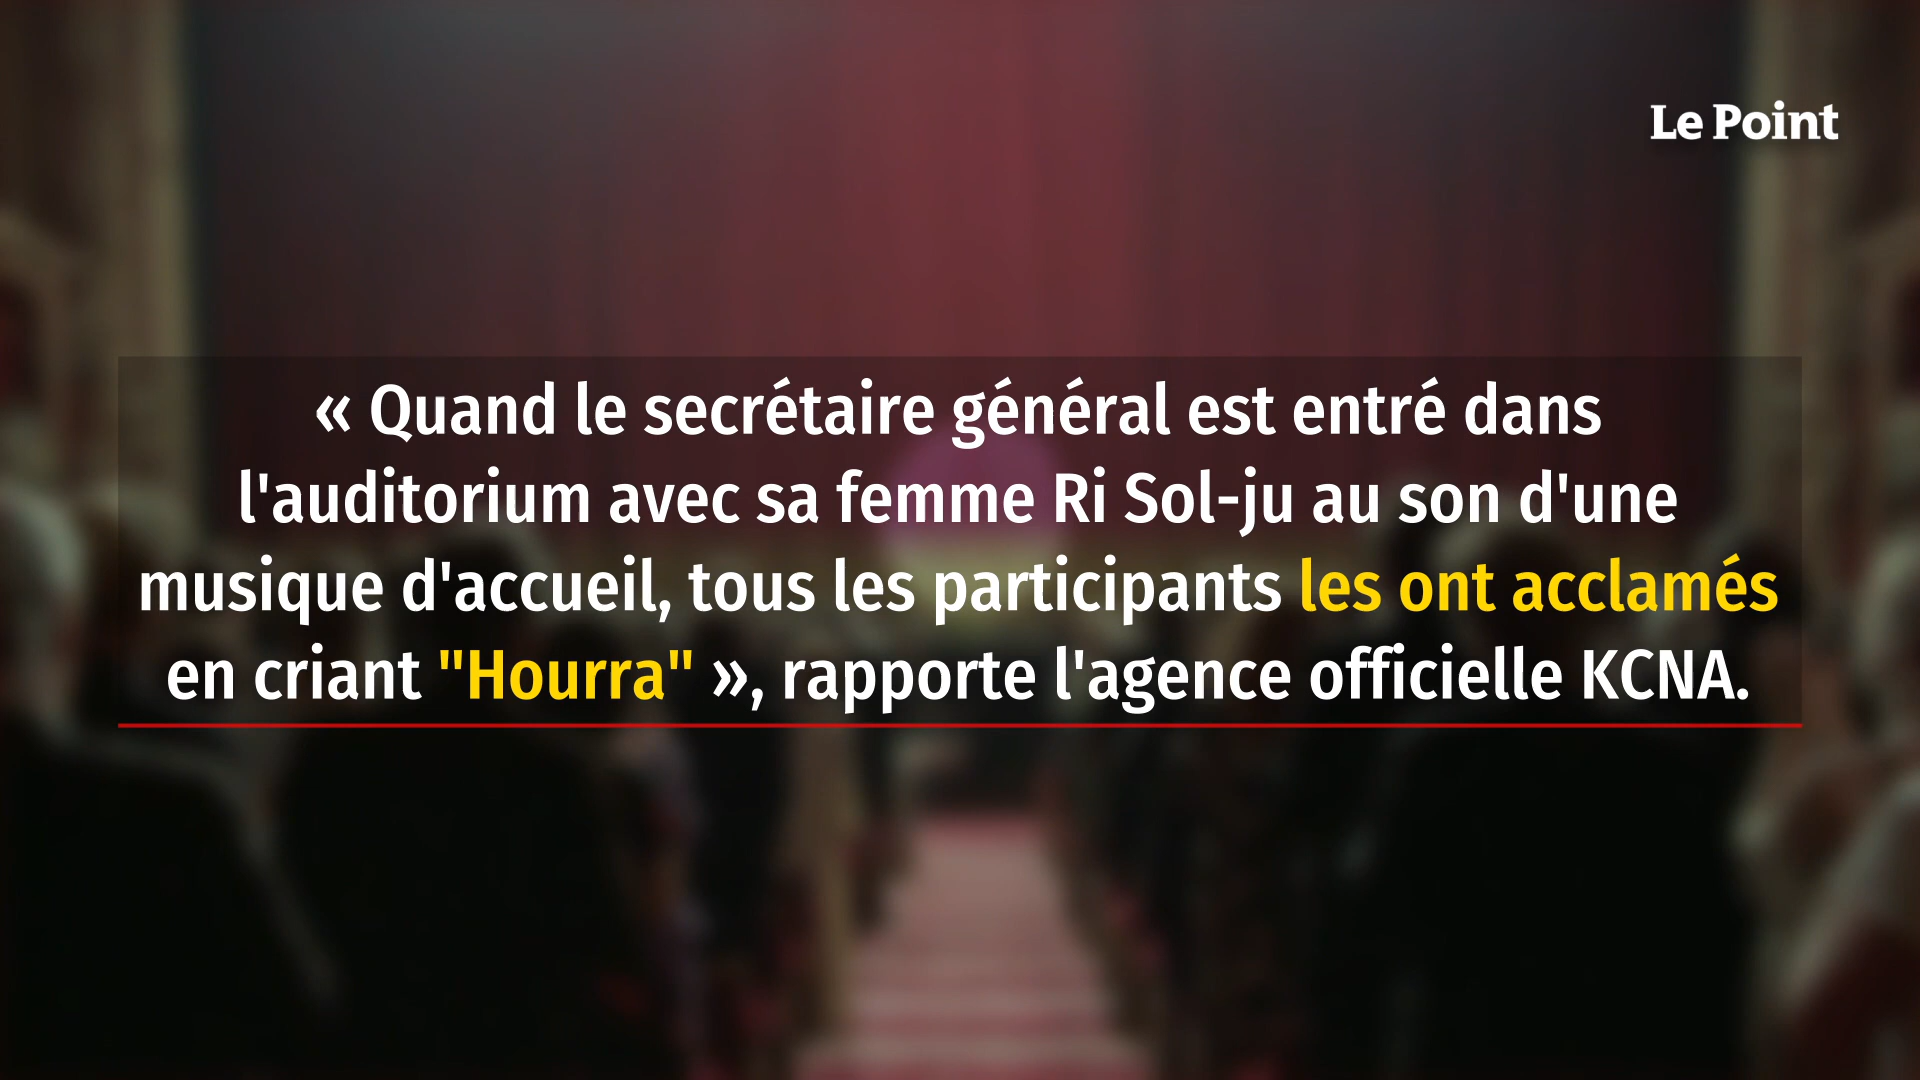 Le Point
« Quand le secrétaire général est entré dans
l'auditorium avec sa femme Ri Sol-ju au son d'une
musique d'accueil, tous les participants les ont acclamés
en criant "Hourra" », rapporte l'agence officielle KCNA.